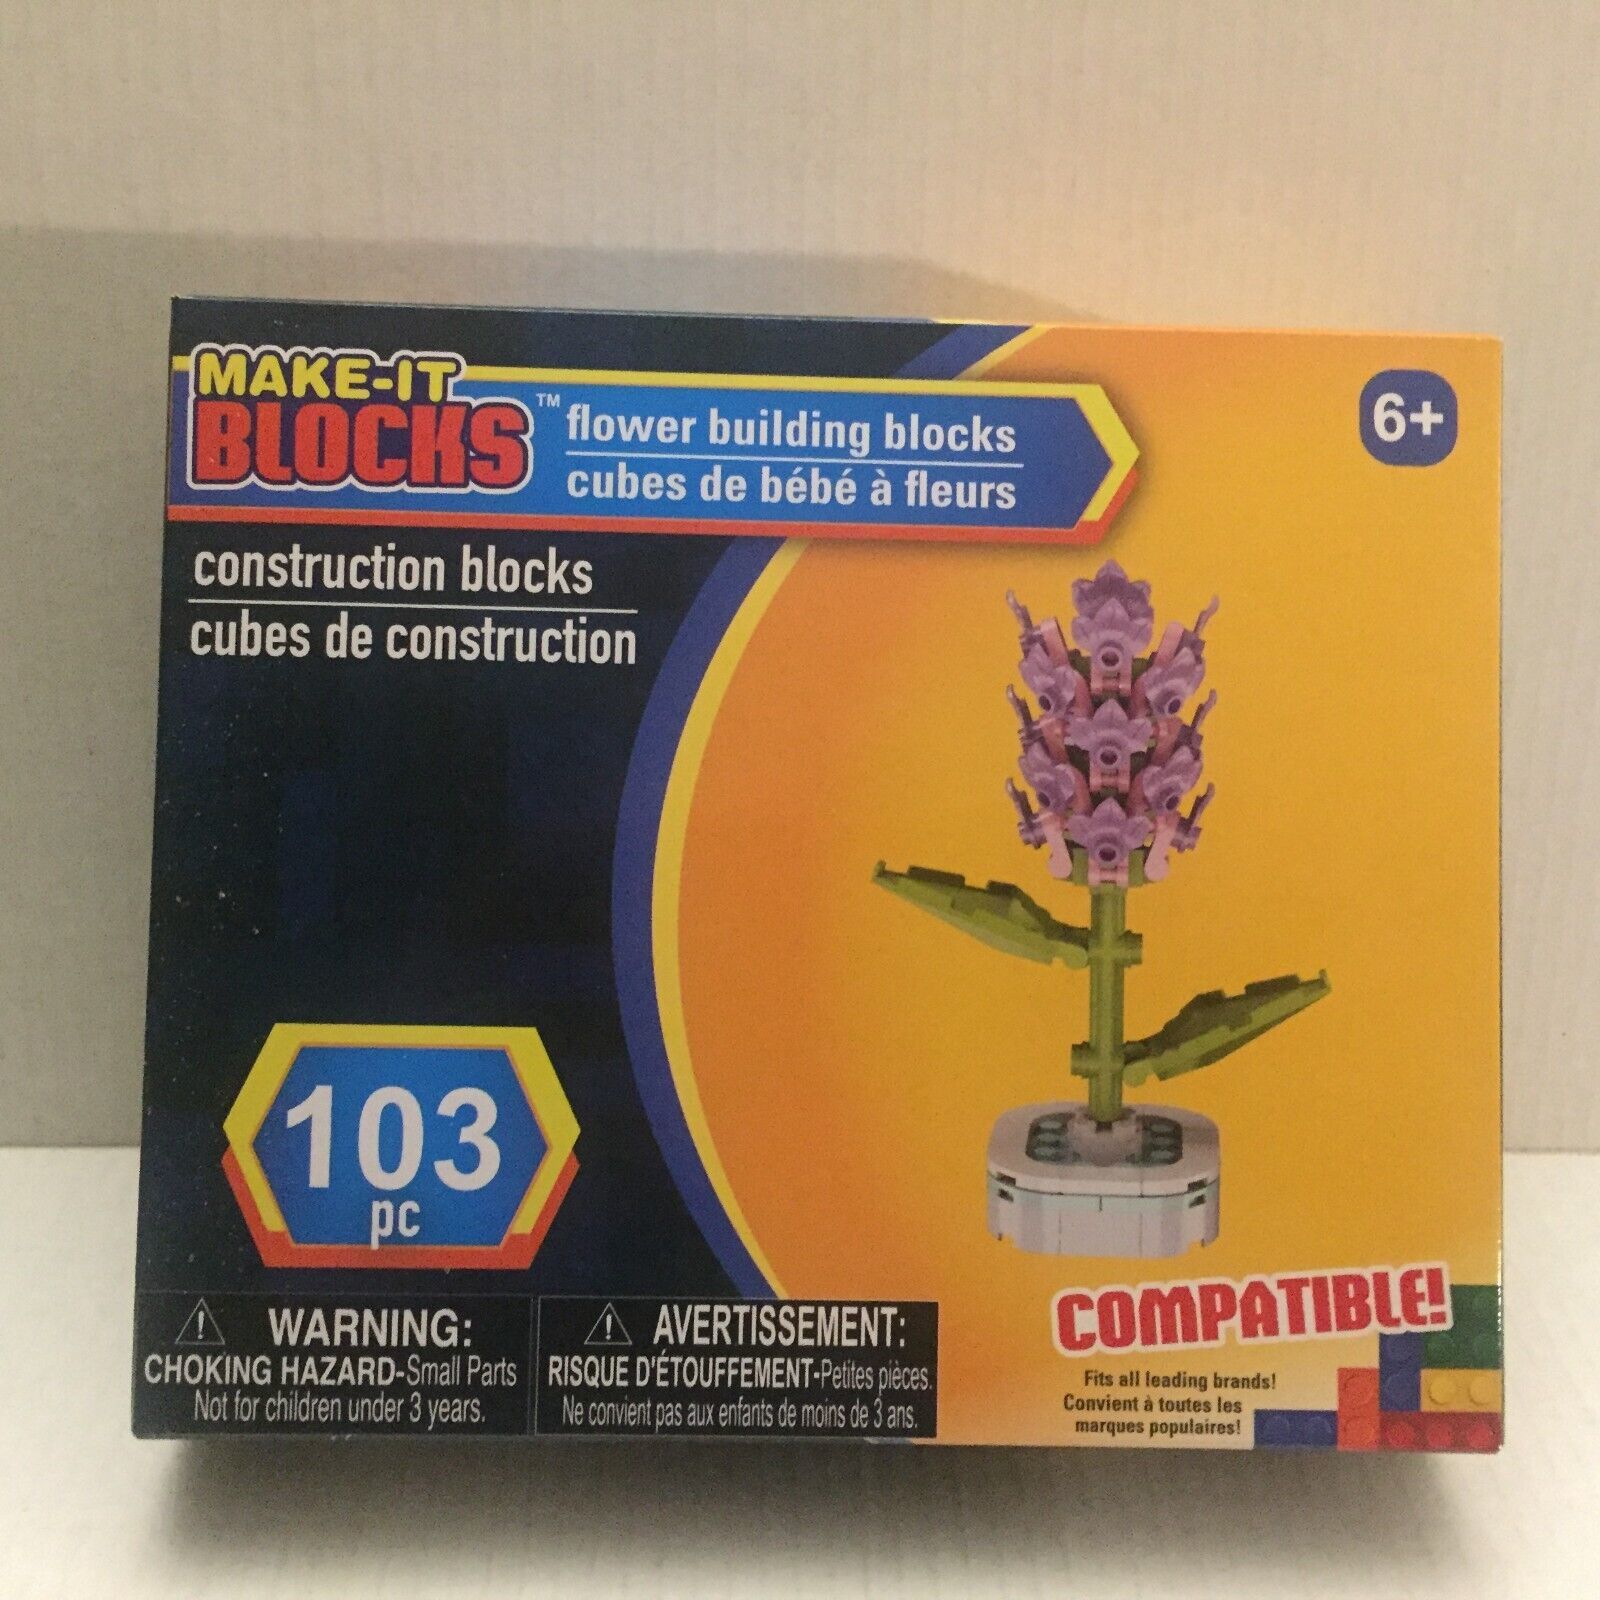 MAKE-IT
BLOCKS™
flower building blocks
cubes de bébé à fleurs
6+
construction blocks
cubes de construction
103
pc
WARNING:
CHOKING HAZARD-Small Parts
Not for children under 3 years.
AVERTISSEMENT:
RISQUE D'ÉTOUFFEMENT-Petites pièces.
Ne convient pas aux enfants de moins de 3 ans.
COMPATIBLE!
Fits all leading brands!
Convient à toutes les
marques populaires!